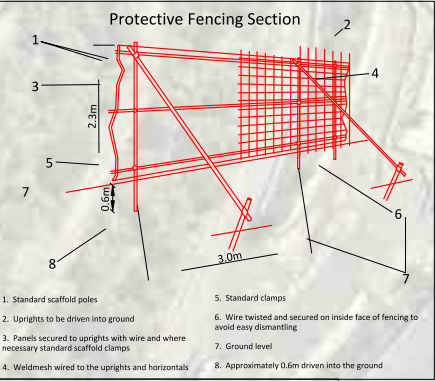 Protective Fencing Section
1
2
3
4
2.3m
5
7
0.6m
6
8
3.0m
7
1. Standard scaffold poles
2. Uprights to be driven into ground
3. Panels secured to uprights with wire and where
necessary standard scaffold clamps
4. Weldmesh wired to the uprights and horizontals
5. Standard clamps
6. Wire twisted and secured on inside face of fencing to
avoid easy dismantling
7. Ground level
8. Approximately 0.6m driven into the ground